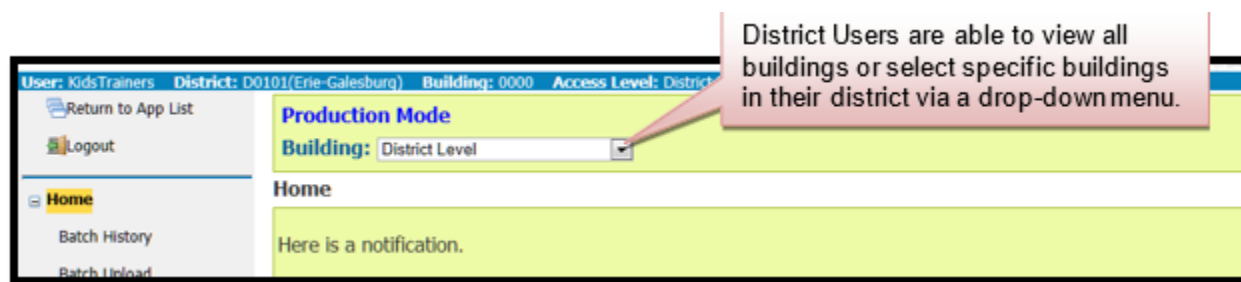 District Users are able to view all
buildings or select specific buildings
in their district via a drop-down menu.
User: KidsTrainers District: D0101(Erie-Galesburg) Building: 0000 Access Level: District
Return to App List
Logout
Production Mode
Building: District Level
Home
Batch History
Batch Upload
Home
Here is a notification.